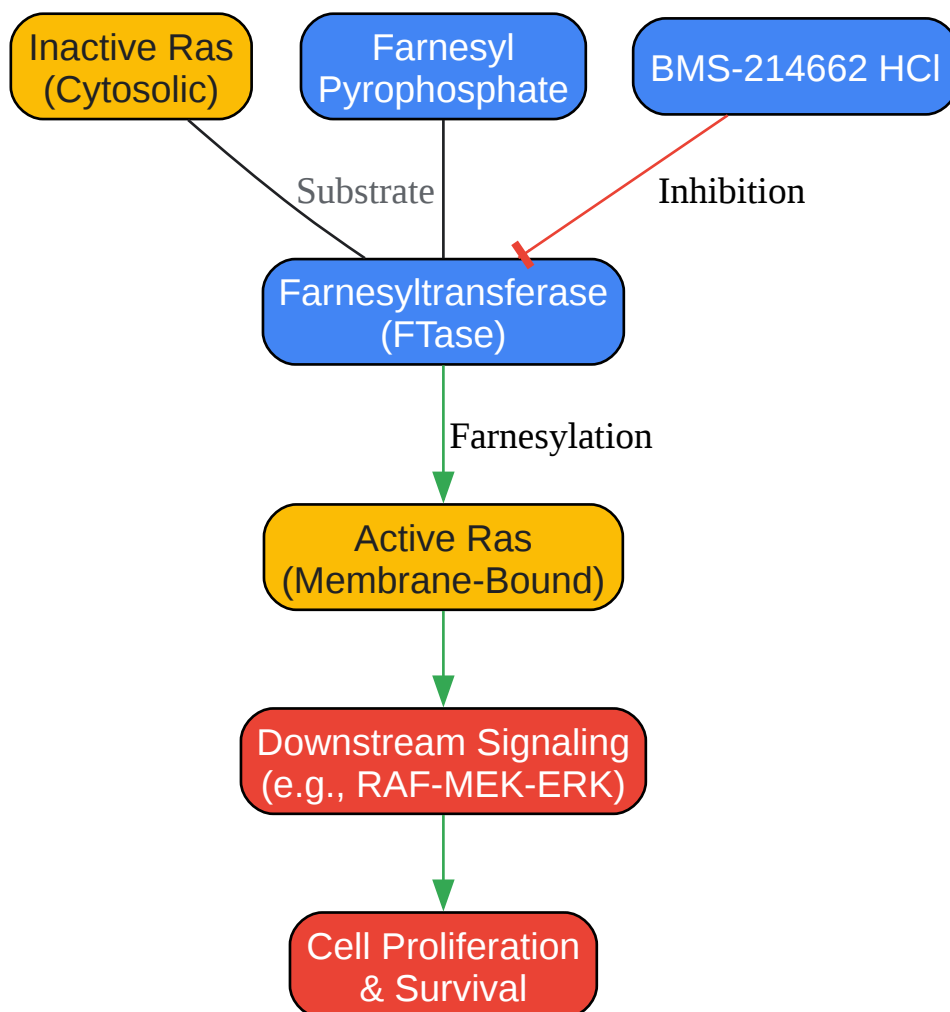 Inactive Ras
(Cytosolic)
Farnesyl
Pyrophosphate
BMS-214662 HCl
Substrate
Inhibition
Farnesyltransferase
(FTase)
Farnesylation
Active Ras
(Membrane-Bound)
Downstream Signaling
(e.g., RAF-MEK-ERK)
Cell Proliferation
& Survival